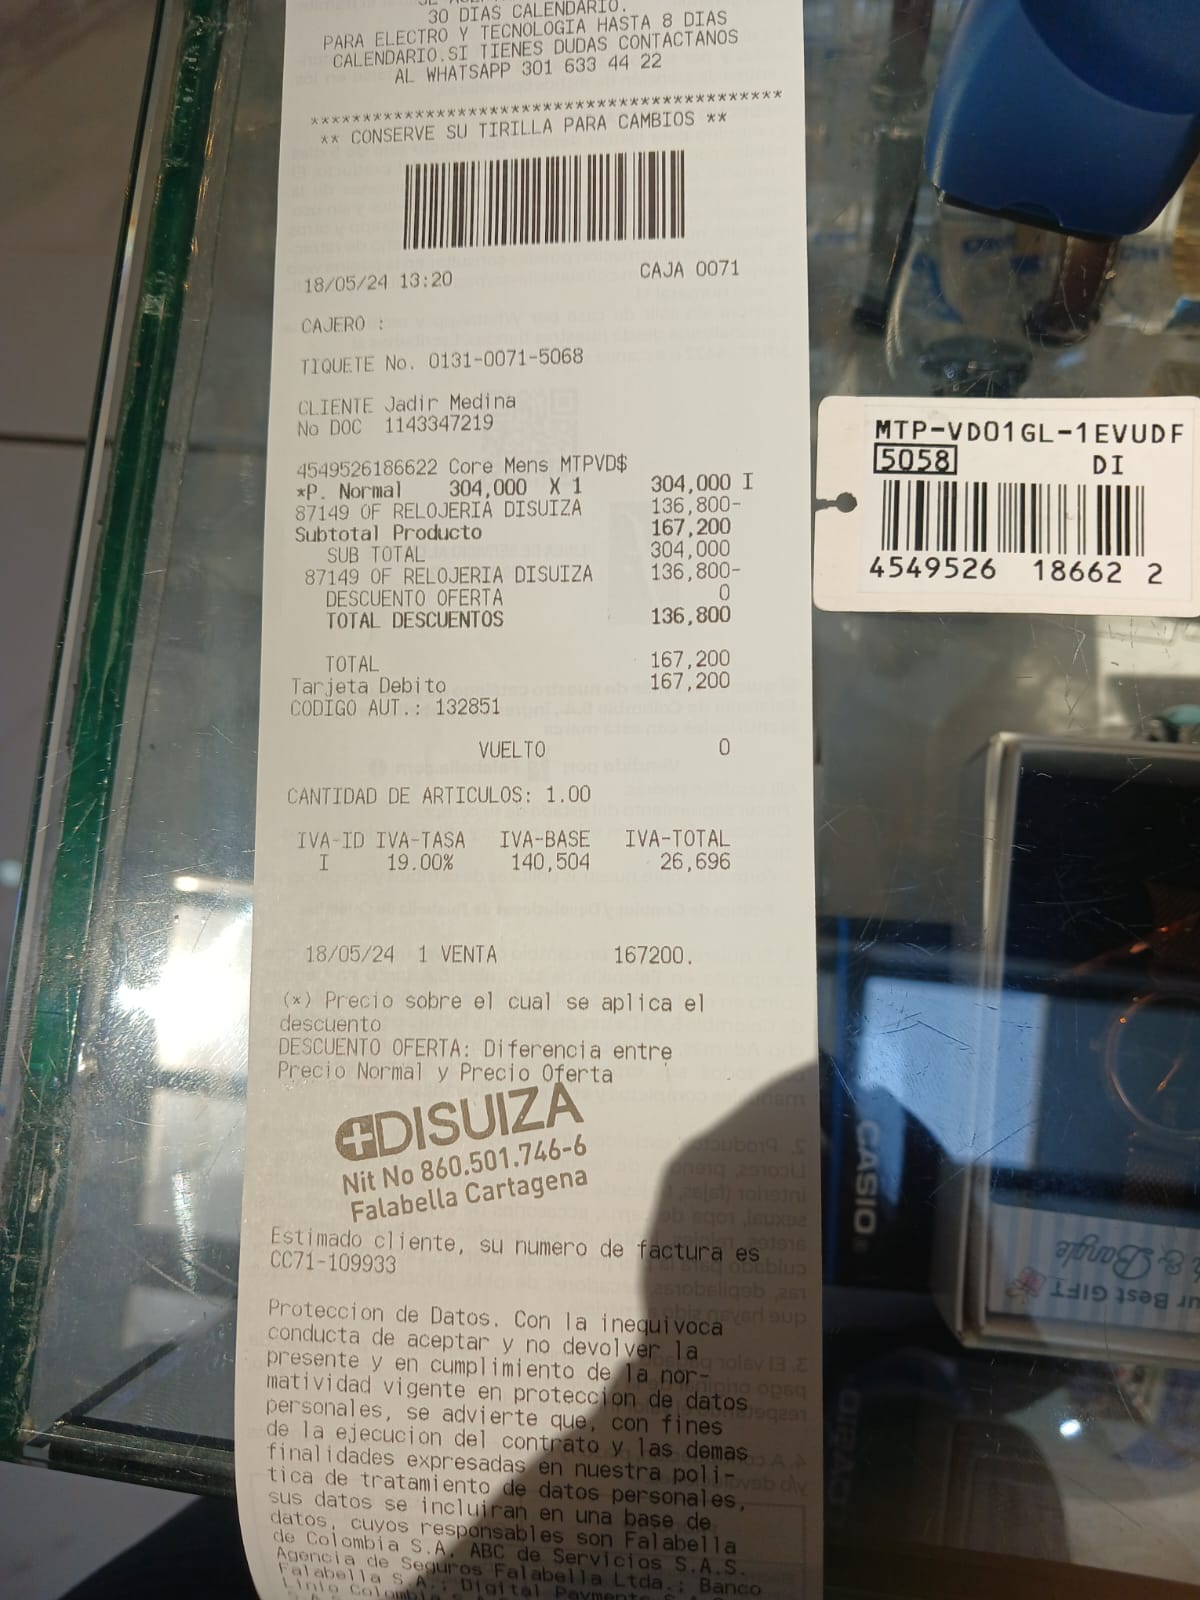 30 DIAS CALENDARIO.
PARA ELECTRO Y TECNOLOGIA HASTA 8 DIAS
CALENDARIO.SI TIENES DUDAS CONTACTANOS
AL WHATSAPP 301 633 44 22
*********************************************
** CONSERVE SU TIRILLA PARA CAMBIOS **
18/05/24 13:20 CAJA 0071
CAJERO :
TIQUETE No. 0131-0071-5068
CLIENTE Jadir Medina
No DOC 1143347219
4549526186622 Core Mens MTPVD$
*P. Normal 304,000 X 1 304,000 I
87149 OF RELOJERIA DISUIZA 136,800-
Subtotal Producto 167,200
SUB TOTAL 304,000
87149 OF RELOJERIA DISUIZA 136,800-
DESCUENTO OFERTA 0
TOTAL DESCUENTOS 136,800
TOTAL 167,200
Tarjeta Debito 167,200
CODIGO AUT.: 132851
VUELTO 0
CANTIDAD DE ARTICULOS: 1.00
IVA-ID IVA-TASA IVA-BASE IVA-TOTAL
I 19.00% 140,504 26,696
18/05/24 1 VENTA 167200.
(*) Precio sobre el cual se aplica el
descuento
DESCUENTO OFERTA: Diferencia entre
Precio Normal y Precio Oferta
DISUIZA
Nit No 860.501.746-6
Falabella Cartagena
Estimado cliente, su numero de factura es
CC71-109933
Proteccion de Datos. Con la inequivoca
conducta de aceptar y no devolver la
presente y en cumplimiento de la nor-
matividad vigente en proteccion de datos
personales, se advierte que, con fines
de la ejecucion del contrato y las demas
finalidades expresadas en nuestra poli-
tica de tratamiento de datos personales,
sus datos se incluiran en una base de
datos, cuyos responsables son Falabella
de Colombia S.A. ABC de Servicios S.A.S.
Agencia de Seguros Falabella Ltda.; Banco
Falabella S.A.; Digital Payments
Linio Colombia
MTP-VD01GL-1EVUDF
5058 DI
4549526 18662 2
CASIO
CASIO
ur Best GIFT
& Bangle